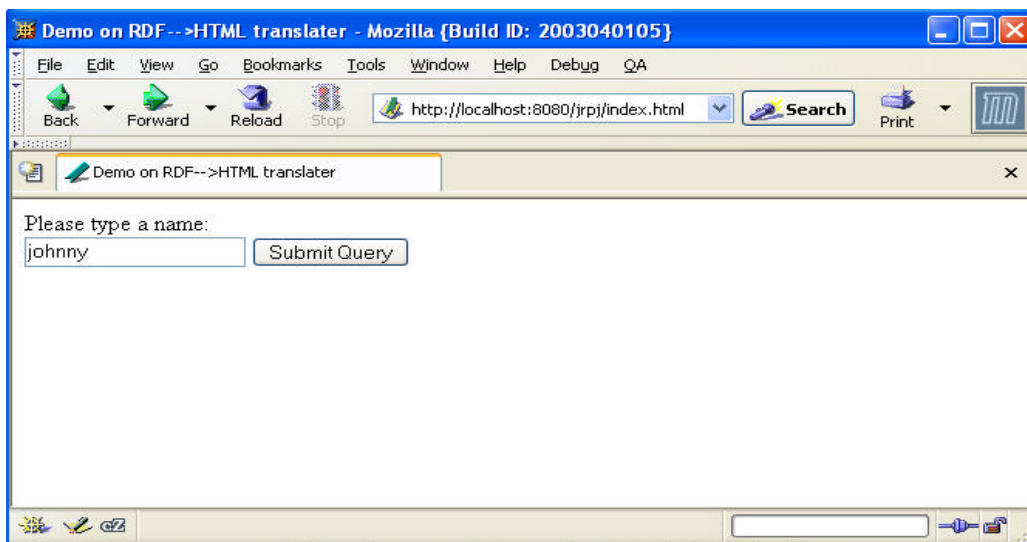 Demo on RDF-->HTML translater - Mozilla {Build ID: 2003040105}
File Edit View Go Bookmarks Tools Window Help Debug QA
Back Forward Reload Stop http://localhost:8080/jrpj/index.html Search Print
Demo on RDF-->HTML translater
Please type a name:
johnny Submit Query